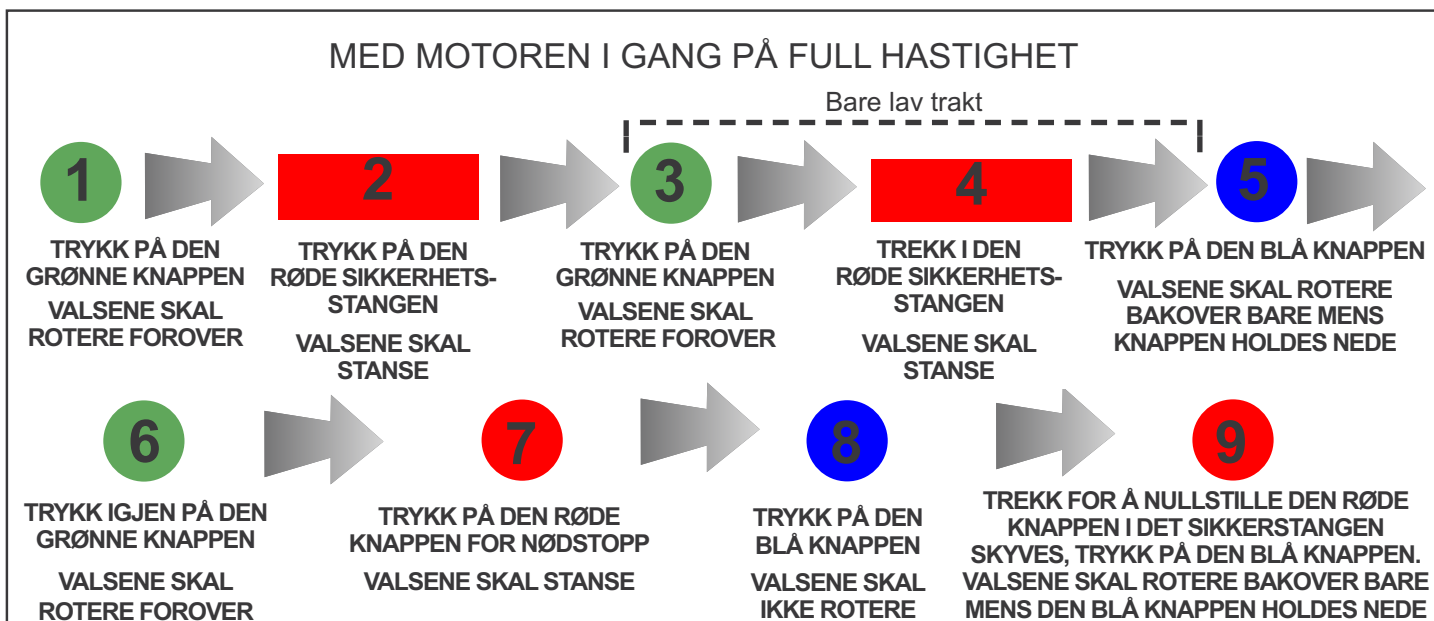 MED MOTOREN I GANG PÅ FULL HASTIGHET
Bare lav trakt
1
TRYKK PÅ DEN
GRØNNE KNAPPEN
VALSENE SKAL
ROTERE FOROVER
2
TRYKK PÅ DEN
RØDE SIKKERHETS-
STANGEN
VALSENE SKAL
STANSE
3
TRYKK PÅ DEN
GRØNNE KNAPPEN
VALSENE SKAL
ROTERE FOROVER
4
TREKK I DEN
RØDE SIKKERHETS-
STANGEN
VALSENE SKAL
STANSE
5
TRYKK PÅ DEN BLÅ KNAPPEN
VALSENE SKAL ROTERE
BAKOVER BARE MENS
KNAPPEN HOLDES NEDE
6
TRYKK IGJEN PÅ DEN
GRØNNE KNAPPEN
VALSENE SKAL
ROTERE FOROVER
7
TRYKK PÅ DEN RØDE
KNAPPEN FOR NØDSTOPP
VALSENE SKAL STANSE
8
TRYKK PÅ DEN
BLÅ KNAPPEN
VALSENE SKAL
IKKE ROTERE
9
TREKK FOR Å NULLSTILLE DEN RØDE
KNAPPEN I DET SIKKERSTANGEN
SKYVES, TRYKK PÅ DEN BLÅ KNAPPEN.
VALSENE SKAL ROTERE BAKOVER BARE
MENS DEN BLÅ KNAPPEN HOLDES NEDE